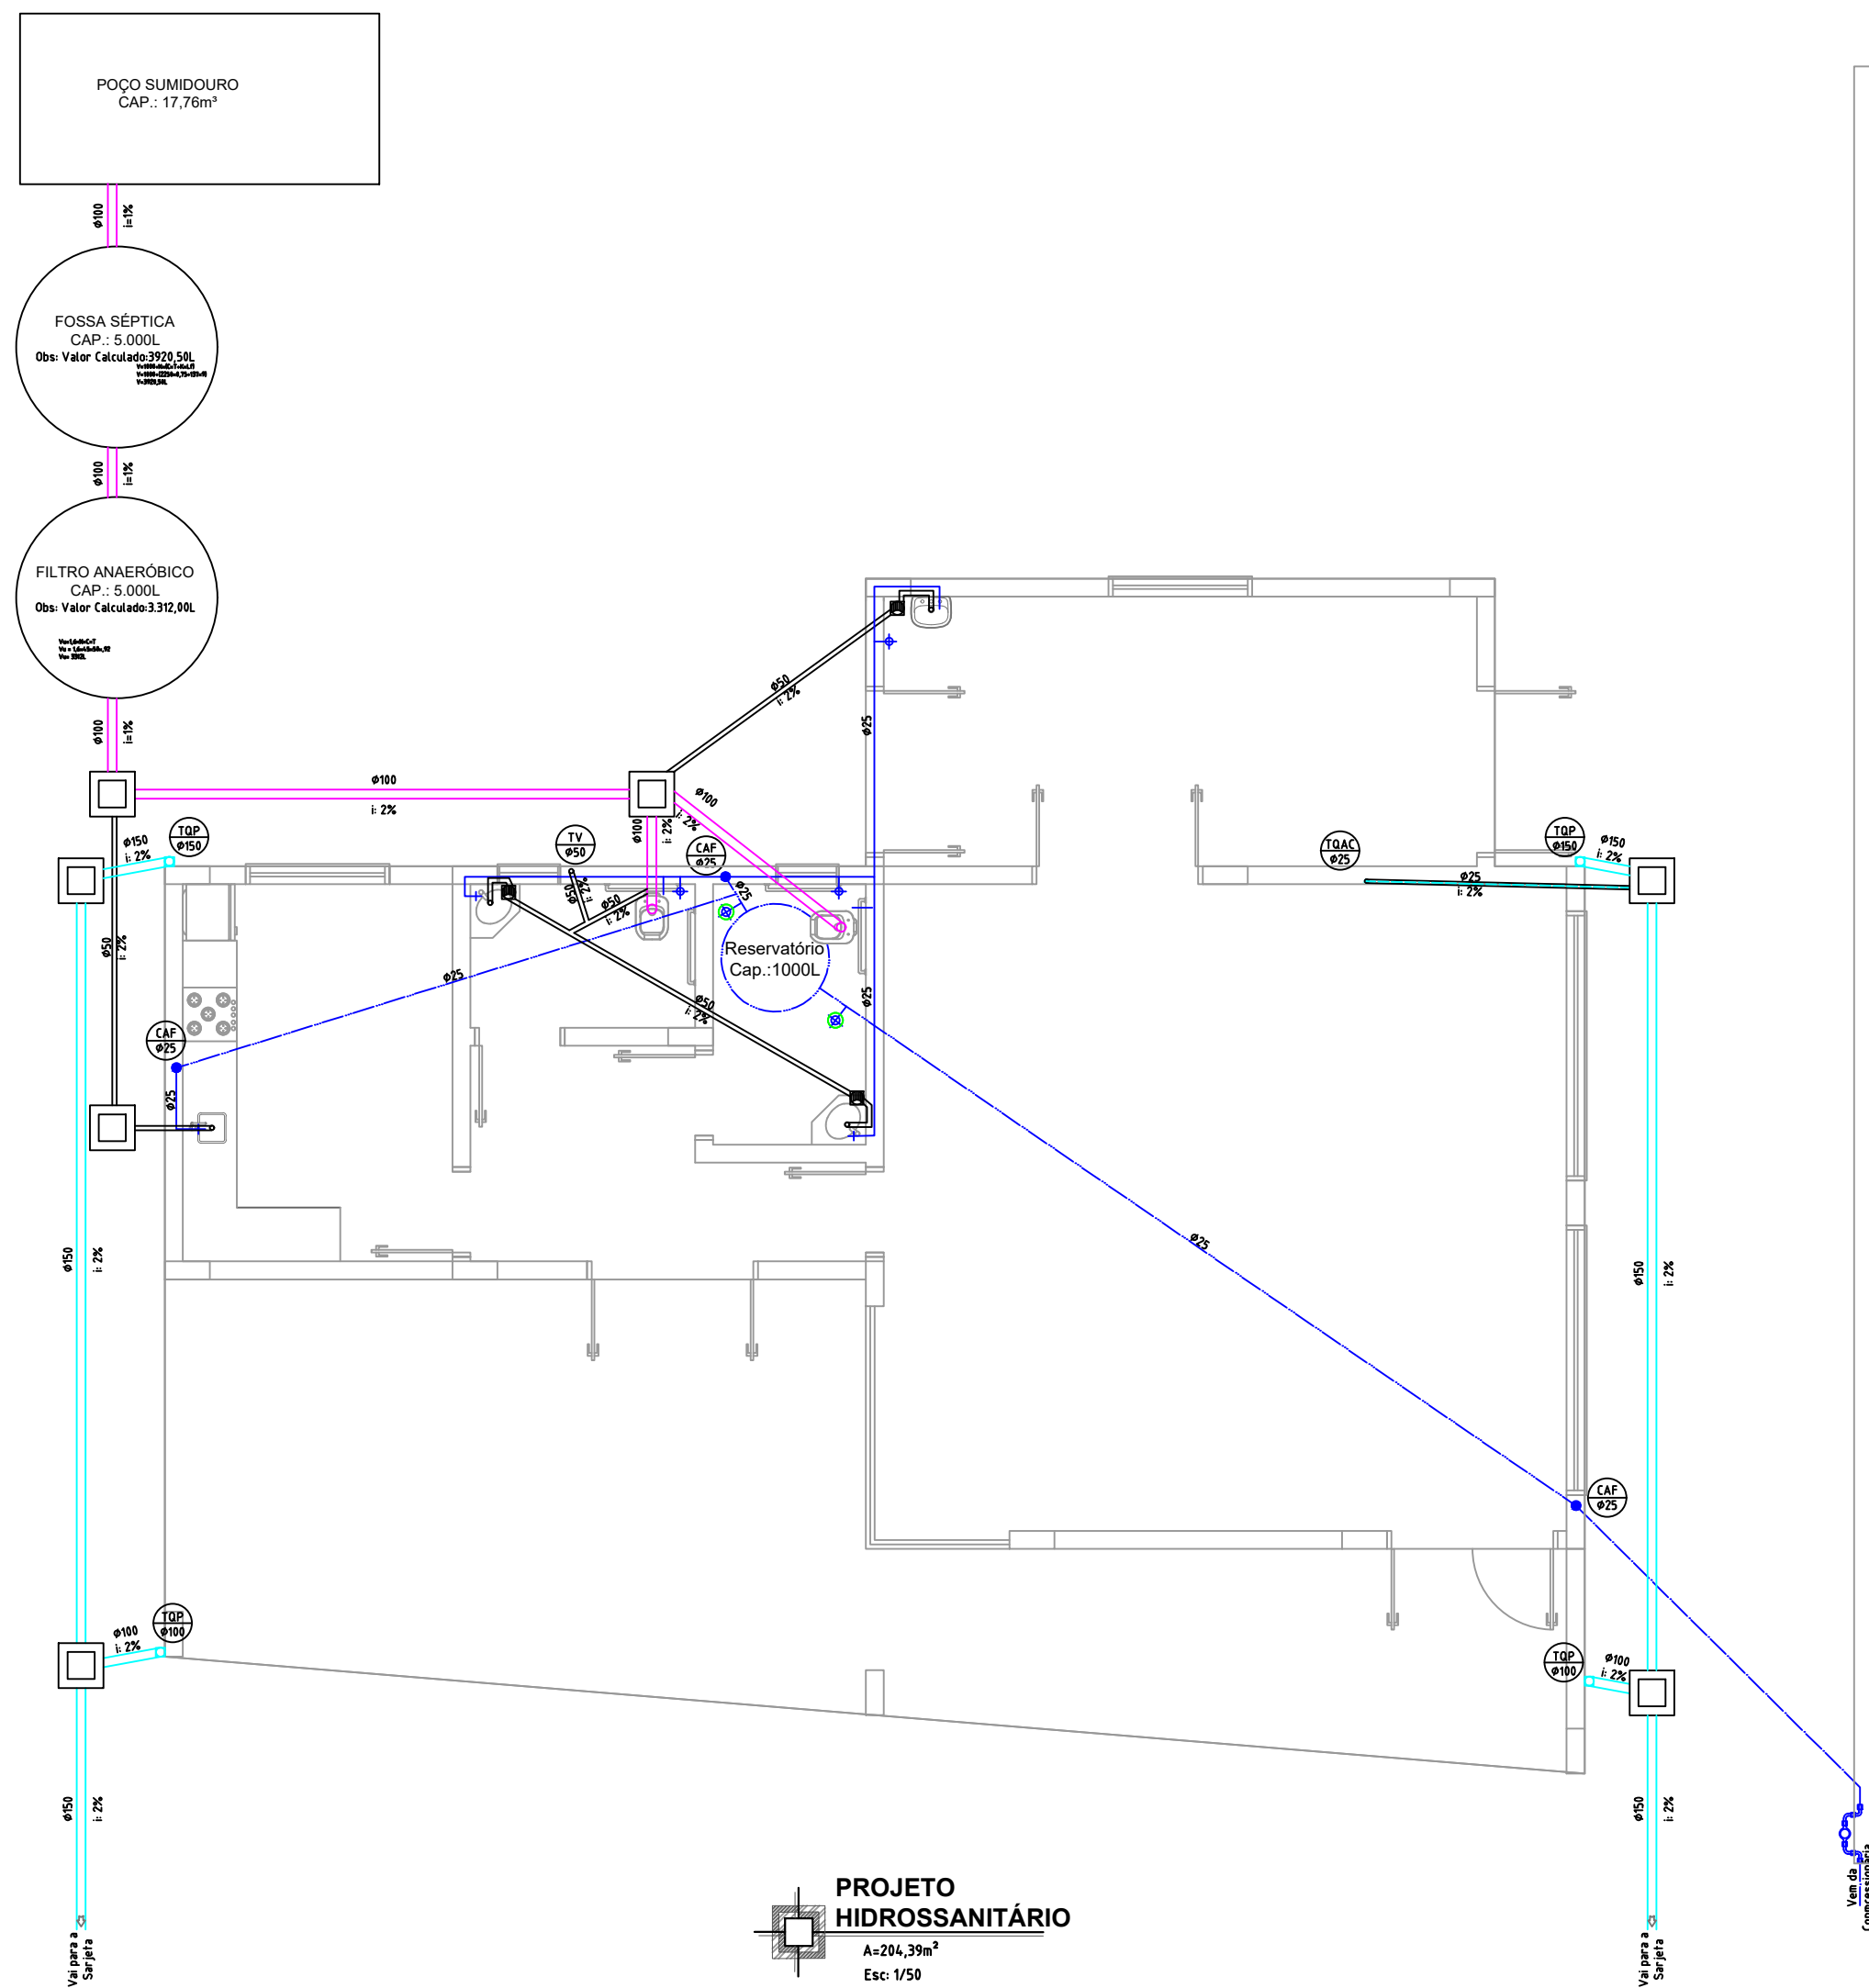 POÇO SUMIDOURO
CAP.: 17,76m³
ø100
i=1%
FOSSA SÉPTICA
CAP.: 5.000L
Obs: Valor Calculado:3920,50L
V=3920,50L
ø100
i=1%
FILTRO ANAERÓBICO
CAP.: 5.000L
Obs: Valor Calculado:3.312,00L
ø100
i=1%
ø50
i: 2%
ø25
ø100
i: 2%
ø100
i: 2%
ø100
i: 2%
TQP
ø150
ø150
i: 2%
TV
ø50
CAF
ø25
ø50
i: 2%
ø50
i: 2%
ø25
TQAC
ø25
TQP
ø150
ø150
i: 2%
ø25
i: 2%
ø50
i: 2%
ø25
Reservatório
Cap.:1000L
ø50
i: 2%
ø25
CAF
ø25
ø25
ø25
ø150
i: 2%
ø150
i: 2%
CAF
ø25
TQP
ø100
ø100
i: 2%
TQP
ø100
ø100
i: 2%
ø150
i: 2%
ø150
i: 2%
Vai para a
Sarjeta
PROJETO
HIDROSSANITÁRIO
A=204,39m²
Esc: 1/50
Vai para a
Sarjeta
Vem da